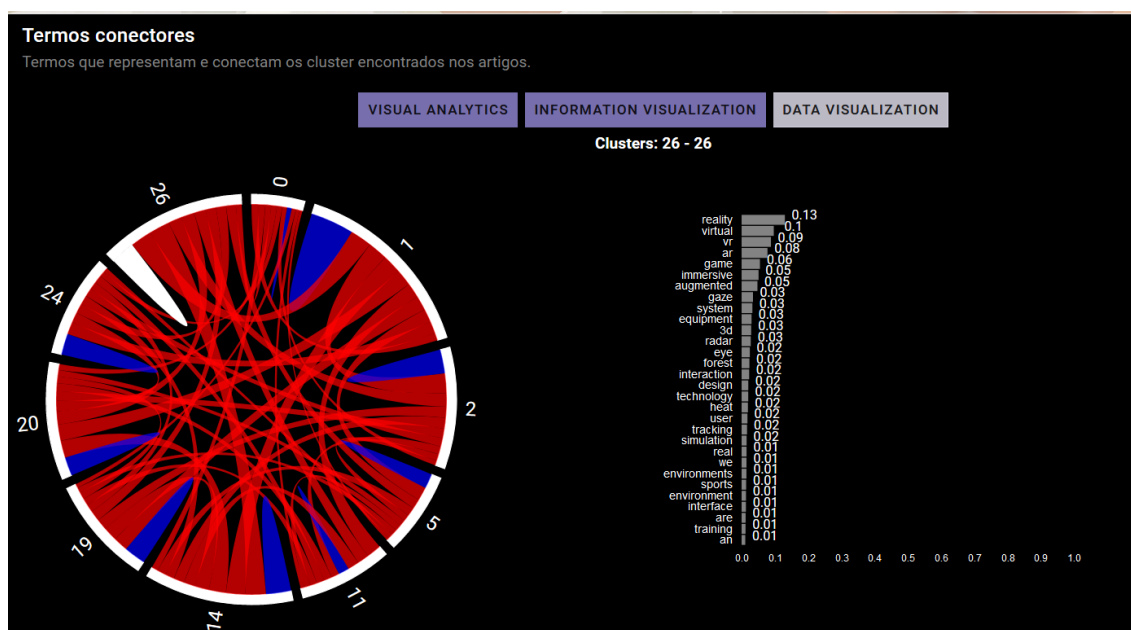 Termos conectores
Termos que representam e conectam os cluster encontrados nos artigos.
VISUAL ANALYTICS INFORMATION VISUALIZATION DATA VISUALIZATION
Clusters: 26 - 26
0
1
2
5
11
14
19
20
24
26
reality 0.13
virtual 0.1
vr 0.09
ar 0.08
game 0.06
immersive 0.05
augmented 0.05
gaze 0.03
system 0.03
equipment 0.03
3d 0.03
radar 0.03
eye 0.02
forest 0.02
interaction 0.02
design 0.02
technology 0.02
heat 0.02
user 0.02
tracking 0.02
simulation 0.02
real 0.01
we 0.01
environments 0.01
sports 0.01
environment 0.01
interface 0.01
are 0.01
training 0.01
an 0.01
0.0 0.1 0.2 0.3 0.4 0.5 0.6 0.7 0.8 0.9 1.0